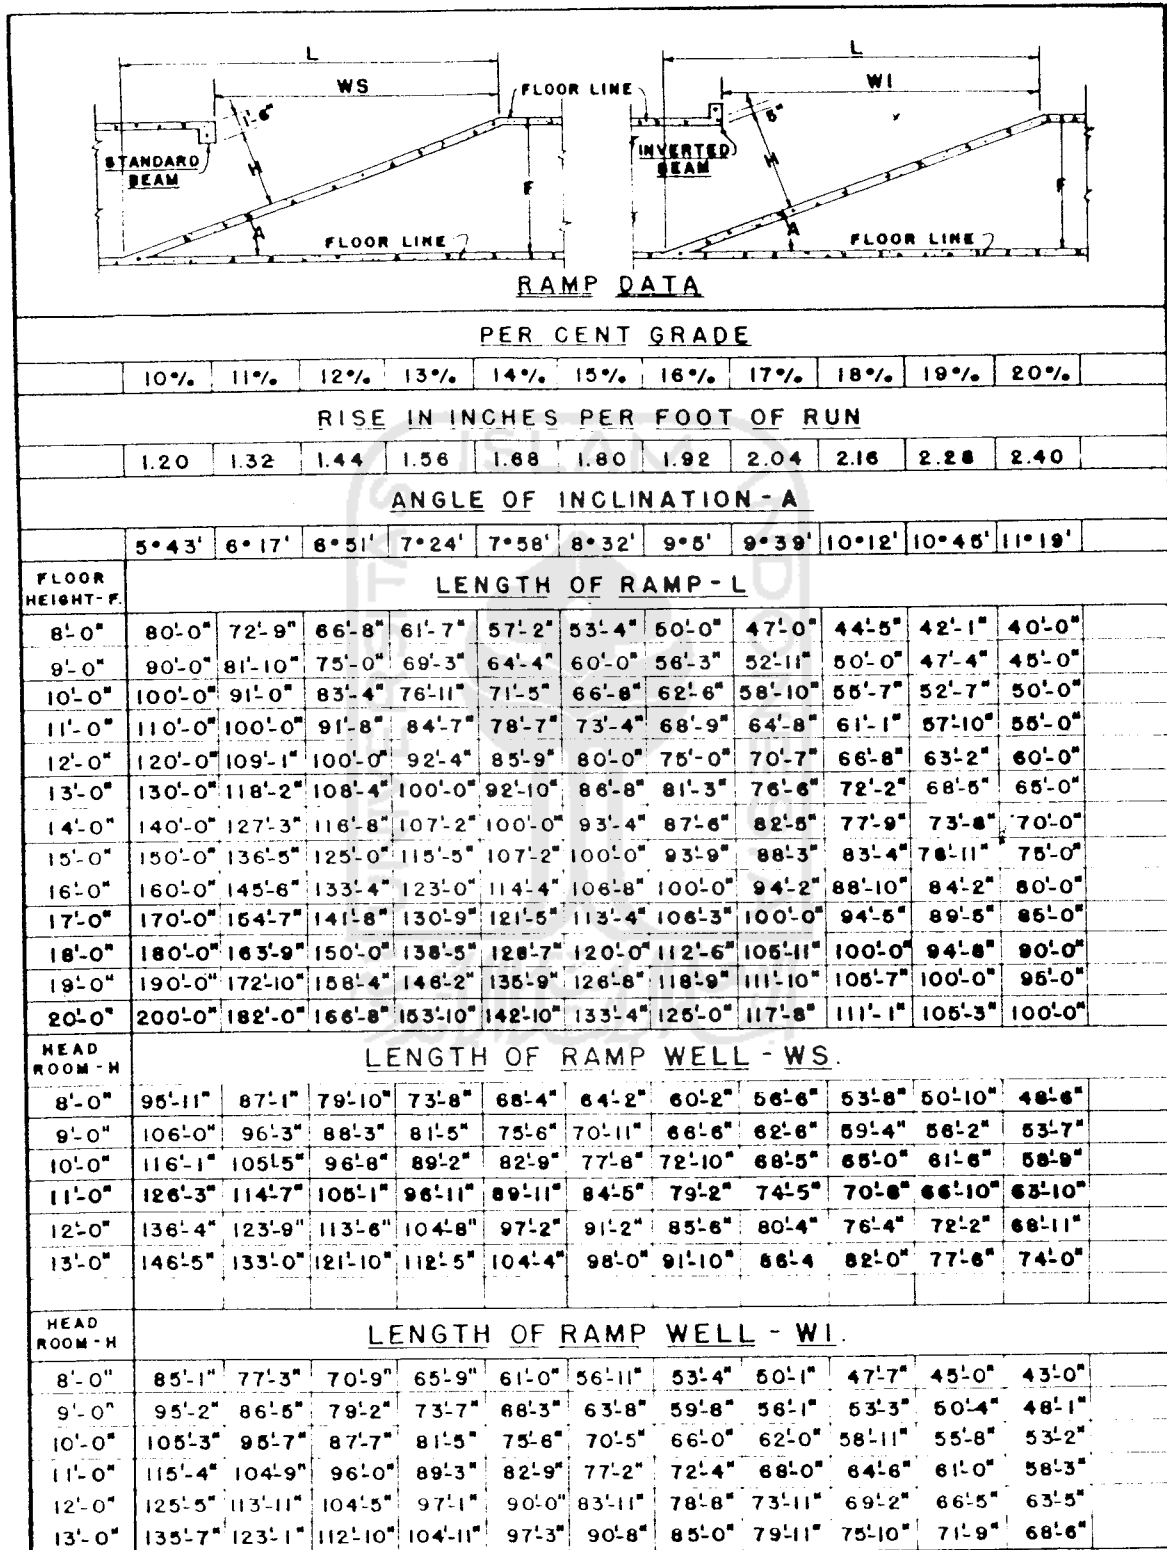 L L
WS FLOOR LINE WI
1'-6" 6"
STANDARD BEAM H A F FLOOR LINE
INVERTED BEAM H A F FLOOR LINE
RAMP DATA
PER CENT GRADE
10% 11% 12% 13% 14% 15% 16% 17% 18% 19% 20%
RISE IN INCHES PER FOOT OF RUN
1.20 1.32 1.44 1.56 1.68 1.80 1.92 2.04 2.16 2.28 2.40
ANGLE OF INCLINATION - A
5°43' 6°17' 6°51' 7°24' 7°58' 8°32' 9°5' 9°39' 10°12' 10°45' 11°19'
FLOOR HEIGHT - F. LENGTH OF RAMP - L
8'-0" 80'-0" 72'-9" 66'-8" 61'-7" 57'-2" 53'-4" 50'-0" 47'-0" 44'-5" 42'-1" 40'-0"
9'-0" 90'-0" 81'-10" 75'-0" 69'-3" 64'-4" 60'-0" 56'-3" 52'-11" 50'-0" 47'-4" 45'-0"
10'-0" 100'-0" 91'-0" 83'-4" 76'-11" 71'-5" 66'-8" 62'-6" 58'-10" 55'-7" 52'-7" 50'-0"
11'-0" 110'-0" 100'-0" 91'-8" 84'-7" 78'-7" 73'-4" 68'-9" 64'-8" 61'-1" 57'-10" 55'-0"
12'-0" 120'-0" 109'-1" 100'-0" 92'-4" 85'-9" 80'-0" 75'-0" 70'-7" 66'-8" 63'-2" 60'-0"
13'-0" 130'-0" 118'-2" 108'-4" 100'-0" 92'-10" 86'-8" 81'-3" 76'-6" 72'-2" 68'-5" 65'-0"
14'-0" 140'-0" 127'-3" 116'-8" 107'-2" 100'-0" 93'-4" 87'-6" 82'-5" 77'-9" 73'-8" 70'-0"
15'-0" 150'-0" 136'-5" 125'-0" 115'-5" 107'-2" 100'-0" 93'-9" 88'-3" 83'-4" 78'-11" 75'-0"
16'-0" 160'-0" 145'-6" 133'-4" 123'-0" 114'-4" 106'-8" 100'-0" 94'-2" 88'-10" 84'-2" 80'-0"
17'-0" 170'-0" 154'-7" 141'-8" 130'-9" 121'-5" 113'-4" 106'-3" 100'-0" 94'-5" 89'-5" 85'-0"
18'-0" 180'-0" 163'-9" 150'-0" 138'-5" 128'-7" 120'-0" 112'-6" 105'-11" 100'-0" 94'-8" 90'-0"
19'-0" 190'-0" 172'-10" 158'-4" 146'-2" 135'-9" 126'-8" 118'-9" 111'-10" 105'-7" 100'-0" 95'-0"
20'-0" 200'-0" 182'-0" 166'-8" 153'-10" 142'-10" 133'-4" 125'-0" 117'-8" 111'-1" 105'-3" 100'-0"
HEAD ROOM - H LENGTH OF RAMP WELL - WS.
8'-0" 95'-11" 87'-1" 79'-10" 73'-8" 68'-4" 64'-2" 60'-2" 56'-6" 53'-8" 50'-10" 48'-6"
9'-0" 106'-0" 96'-3" 88'-3" 81'-5" 75'-6" 70'-11" 66'-6" 62'-6" 59'-4" 56'-2" 53'-7"
10'-0" 116'-1" 105'-5" 96'-8" 89'-2" 82'-9" 77'-8" 72'-10" 68'-5" 65'-0" 61'-6" 58'-9"
11'-0" 126'-3" 114'-7" 105'-1" 96'-11" 89'-11" 84'-5" 79'-2" 74'-5" 70'-8" 66'-10" 63'-10"
12'-0" 136'-4" 123'-9" 113'-6" 104'-8" 97'-2" 91'-2" 85'-6" 80'-4" 76'-4" 72'-2" 68'-11"
13'-0" 146'-5" 133'-0" 121'-10" 112'-5" 104'-4" 98'-0" 91'-10" 86'-4 82'-0" 77'-6" 74'-0"
HEAD ROOM - H LENGTH OF RAMP WELL - WI.
8'-0" 85'-1" 77'-3" 70'-9" 65'-9" 61'-0" 56'-11" 53'-4" 50'-1" 47'-7" 45'-0" 43'-0"
9'-0" 95'-2" 86'-5" 79'-2" 73'-7" 68'-3" 63'-8" 59'-8" 56'-1" 53'-3" 50'-4" 48'-1"
10'-0" 105'-3" 95'-7" 87'-7" 81'-5" 75'-6" 70'-5" 66'-0" 62'-0" 58'-11" 55'-8" 53'-2"
11'-0" 115'-4" 104'-9" 96'-0" 89'-3" 82'-9" 77'-2" 72'-4" 68'-0" 64'-6" 61'-0" 58'-3"
12'-0" 125'-5" 113'-11" 104'-5" 97'-1" 90'-0" 83'-11" 78'-8" 73'-11" 69'-2" 66'-5" 63'-5"
13'-0" 135'-7" 123'-1" 112'-10" 104'-11" 97'-3" 90'-8" 85'-0" 79'-11" 75'-10" 71'-9" 68'-6"
UNIVERSITAS ISLAM INDONESIA